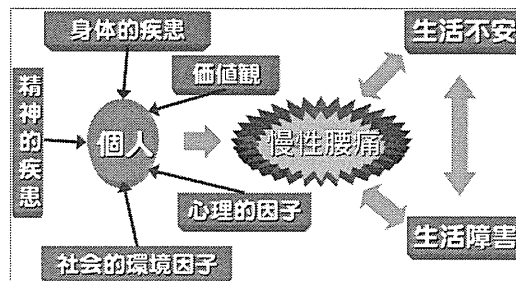 身体的疾患
生活不安
価値観
精神的疾患
個人
慢性腰痛
心理的因子
生活障害
社会的環境因子